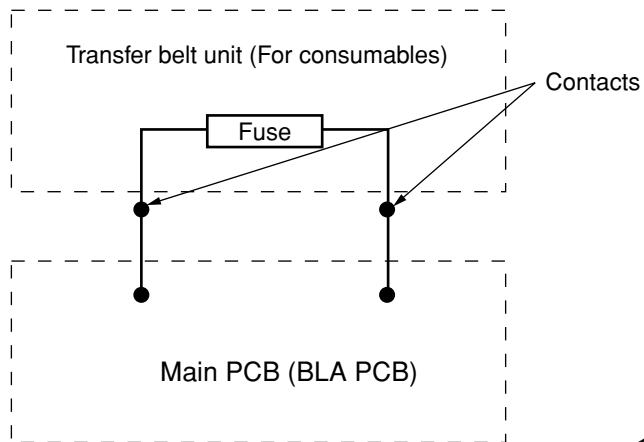 Transfer belt unit (For consumables)
Contacts
Fuse
Main PCB (BLA PCB)